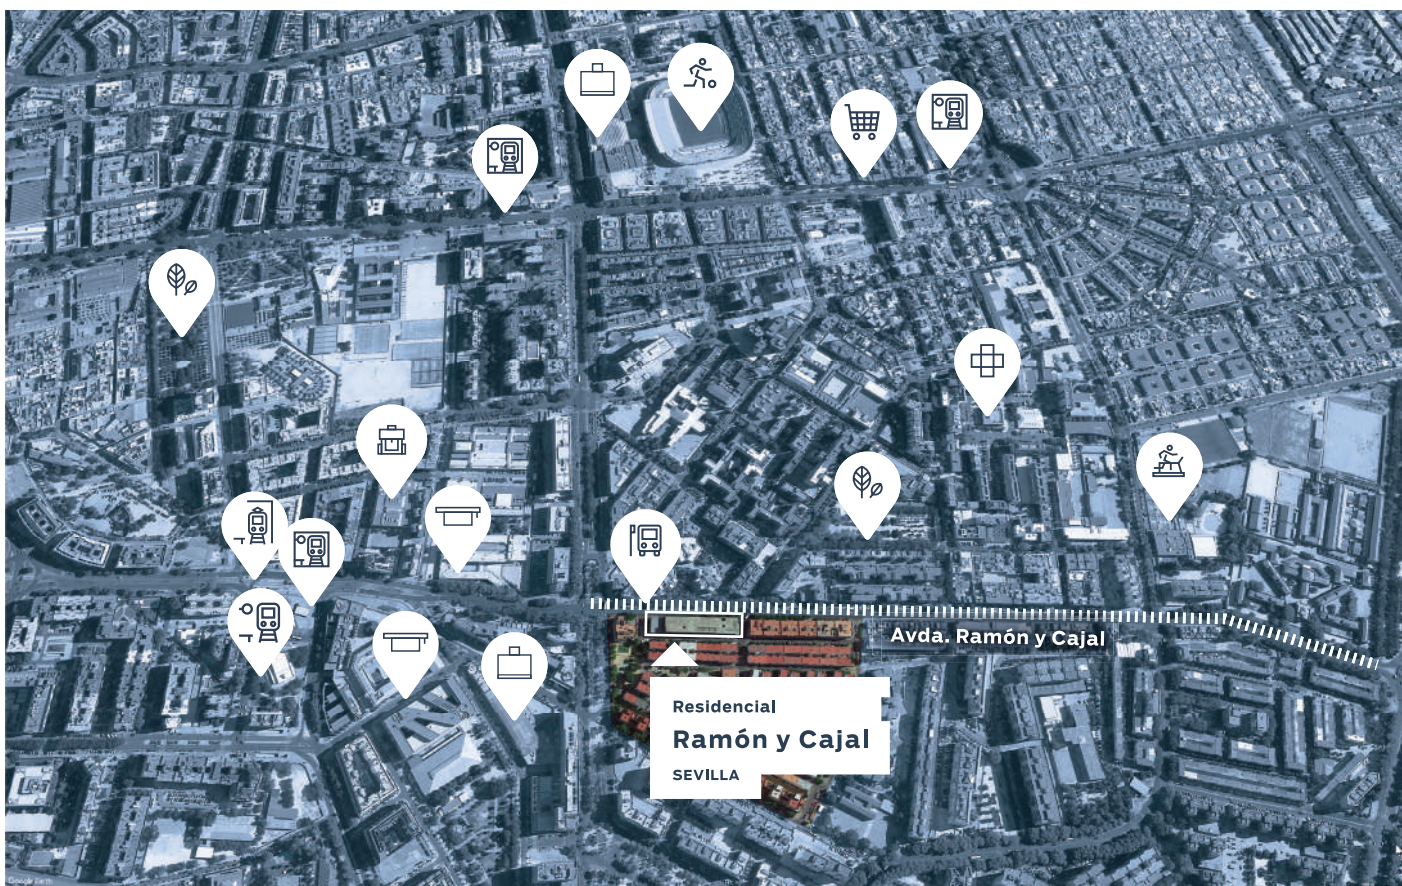 Avda. Ramón y Cajal
Residencial
Ramón y Cajal
SEVILLA
Google Earth